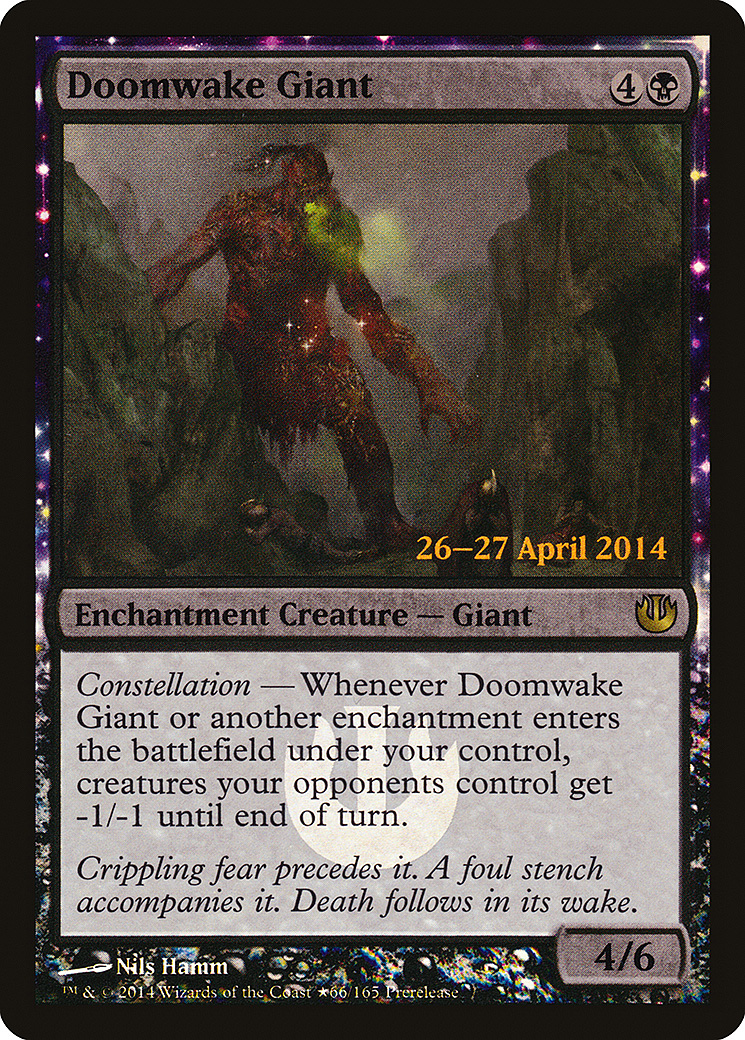 Doomwake Giant 4
26–27 April 2014
Enchantment Creature — Giant
Constellation — Whenever Doomwake
Giant or another enchantment enters
the battlefield under your control,
creatures your opponents control get
-1/-1 until end of turn.
Crippling fear precedes it. A foul stench
accompanies it. Death follows in its wake.
4/6
Nils Hamm
™ & © 2014 Wizards of the Coast ★66/165 Prerelease